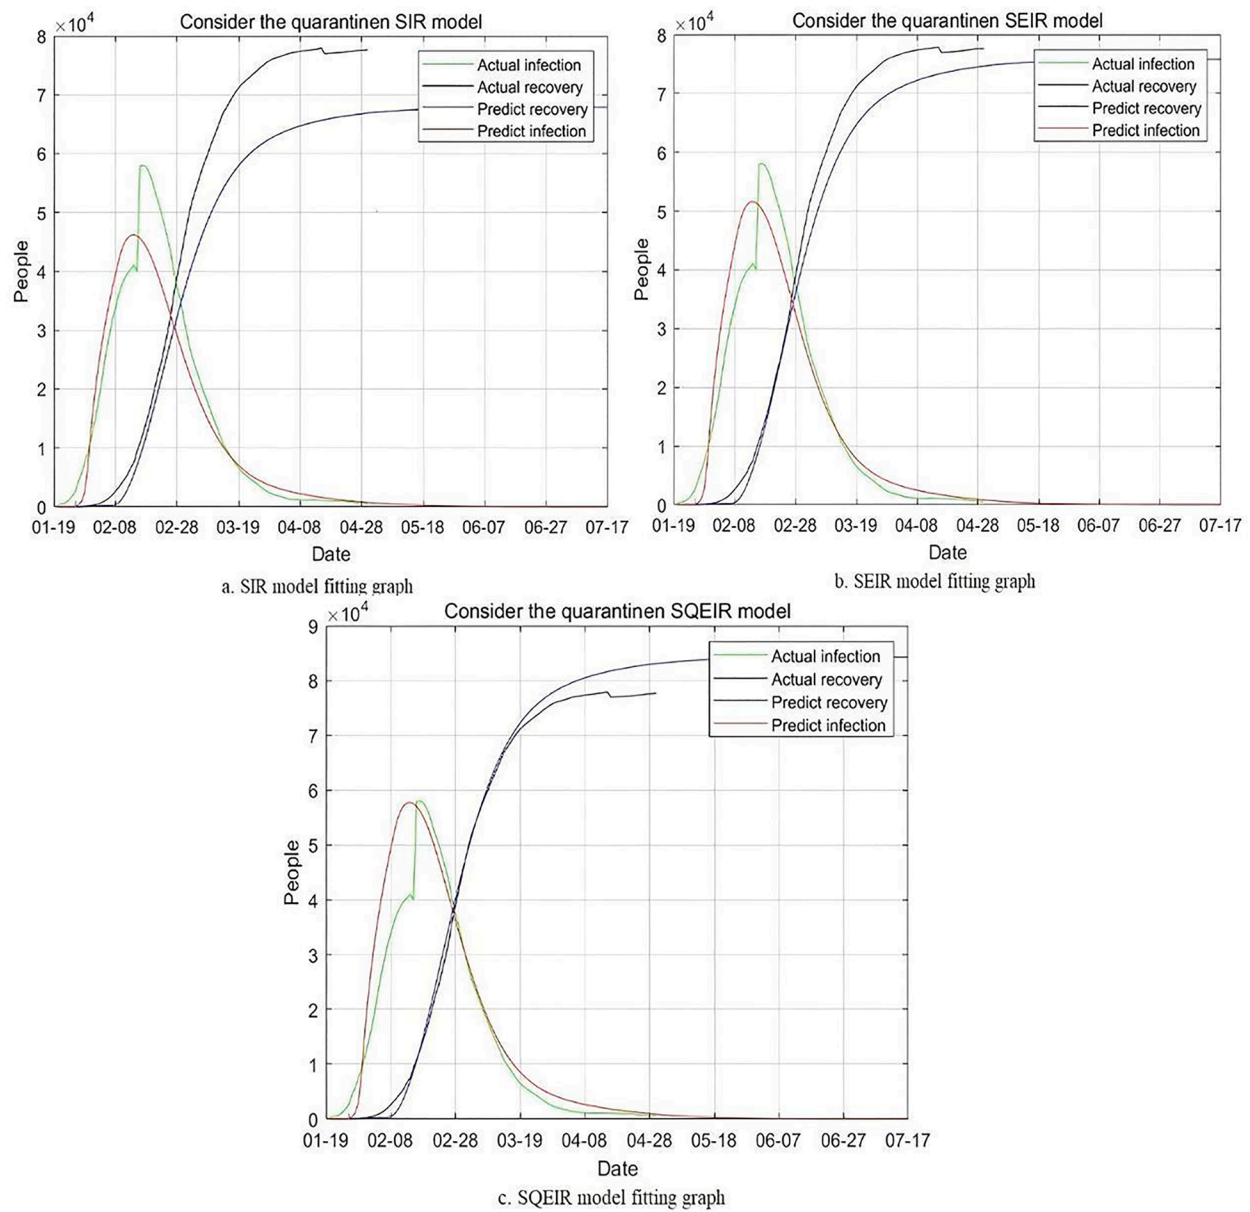 Consider the quarantinen SIR model
×10⁴
8
7
6
5
4
3
2
1
0
People
Actual infection
Actual recovery
Predict recovery
Predict infection
01-19 02-08 02-28 03-19 04-08 04-28 05-18 06-07 06-27 07-17
Date
a. SIR model fitting graph
Consider the quarantinen SEIR model
×10⁴
8
7
6
5
4
3
2
1
0
People
Actual infection
Actual recovery
Predict recovery
Predict infection
01-19 02-08 02-28 03-19 04-08 04-28 05-18 06-07 06-27 07-17
Date
b. SEIR model fitting graph
Consider the quarantinen SQEIR model
×10⁴
9
8
7
6
5
4
3
2
1
0
People
Actual infection
Actual recovery
Predict recovery
Predict infection
01-19 02-08 02-28 03-19 04-08 04-28 05-18 06-07 06-27 07-17
Date
c. SQEIR model fitting graph